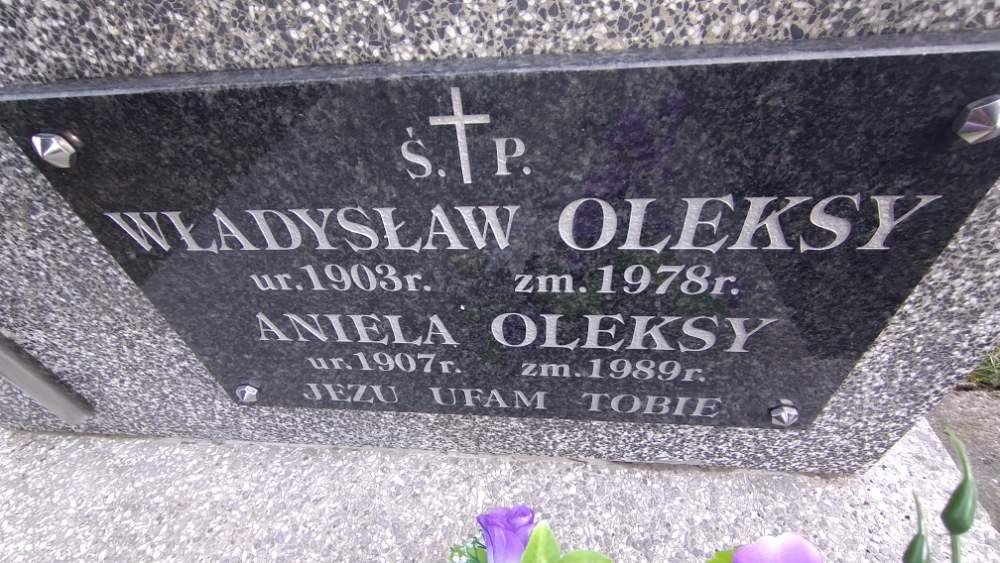 Ś. P.
WŁADYSŁAW OLEKSY
ur. 1903r. zm. 1978r.
ANIELA OLEKSY
ur. 1907r. zm. 1989r.
JEZU UFAM TOBIE